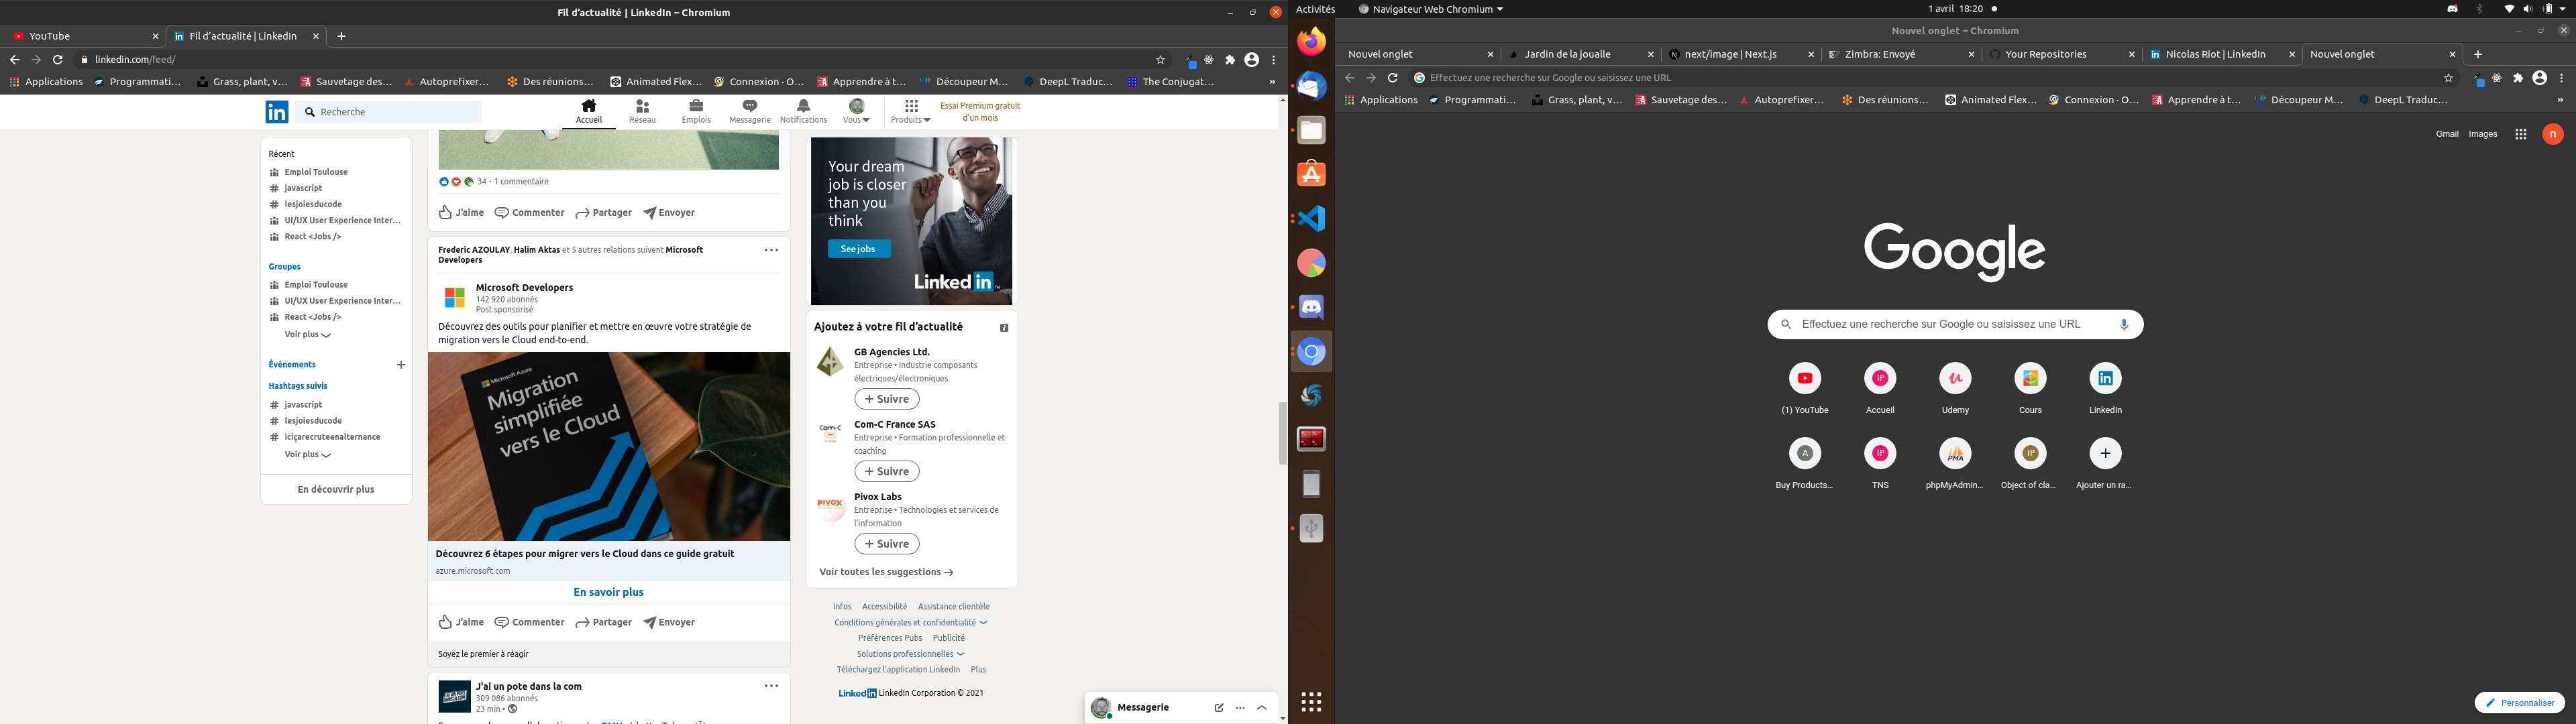 Fil d'actualité | LinkedIn – Chromium
YouTube
Fil d'actualité | LinkedIn
linkedin.com/feed/
Applications
Programmati…
Grass, plant, v…
Sauvetage des…
Autoprefixer…
Des réunions…
Animated Flex…
Connexion · O…
Apprendre à t…
Découpeur M…
DeepL Traduc…
The Conjugat…
»
in
Recherche
Accueil
Réseau
Emplois
Messagerie
Notifications
Vous
Produits
Essai Premium gratuit
d'un mois
Récent
Emploi Toulouse
# javascript
# lesjoiesducode
UI/UX User Experience Inter…
React <Jobs />
Groupes
Emploi Toulouse
UI/UX User Experience Inter…
React <Jobs />
Voir plus
Événements
Hashtags suivis
# javascript
# lesjoiesducode
# iciçarecruteenalternance
Voir plus
En découvrir plus
34 · 1 commentaire
J'aime
Commenter
Partager
Envoyer
Frederic AZOULAY, Halim Aktas et 5 autres relations suivent Microsoft
Developers
Microsoft Developers
142 920 abonnés
Post sponsorisé
Découvrez des outils pour planifier et mettre en œuvre votre stratégie de
migration vers le Cloud end-to-end.
Microsoft Azure
Migration
simplifiée
vers le Cloud
Découvrez 6 étapes pour migrer vers le Cloud dans ce guide gratuit
azure.microsoft.com
En savoir plus
J'aime
Commenter
Partager
Envoyer
Soyez le premier à réagir
J'ai un pote dans la com
309 086 abonnés
23 min •
Your dream
job is closer
than you
think
See jobs
Linked in
Ajoutez à votre fil d'actualité
GB Agencies Ltd.
Entreprise • Industrie composants
électriques/électroniques
+ Suivre
Com-C
Com-C France SAS
Entreprise • Formation professionnelle et
coaching
+ Suivre
PIVOX
Pivox Labs
Entreprise • Technologies et services de
l'information
+ Suivre
Voir toutes les suggestions →
Infos
Accessibilité
Assistance clientèle
Conditions générales et confidentialité
Préférences Pubs
Publicité
Solutions professionnelles
Téléchargez l'application LinkedIn
Plus
Linked in LinkedIn Corporation © 2021
Messagerie
Activités
Navigateur Web Chromium
1 avril 18:20
Nouvel onglet – Chromium
Nouvel onglet
Jardin de la joualle
next/image | Next.js
Zimbra: Envoyé
Your Repositories
Nicolas Riot | LinkedIn
Nouvel onglet
Effectuez une recherche sur Google ou saisissez une URL
Applications
Programmati…
Grass, plant, v…
Sauvetage des…
Autoprefixer…
Des réunions…
Animated Flex…
Connexion · O…
Apprendre à t…
Découpeur M…
DeepL Traduc…
»
Gmail
Images
n
Google
Effectuez une recherche sur Google ou saisissez une URL
(1) YouTube
IP
Accueil
Udemy
Cours
in
LinkedIn
A
Buy Products…
IP
TNS
PMA
phpMyAdmin…
IP
Object of cla…
Ajouter un ra…
Personnaliser